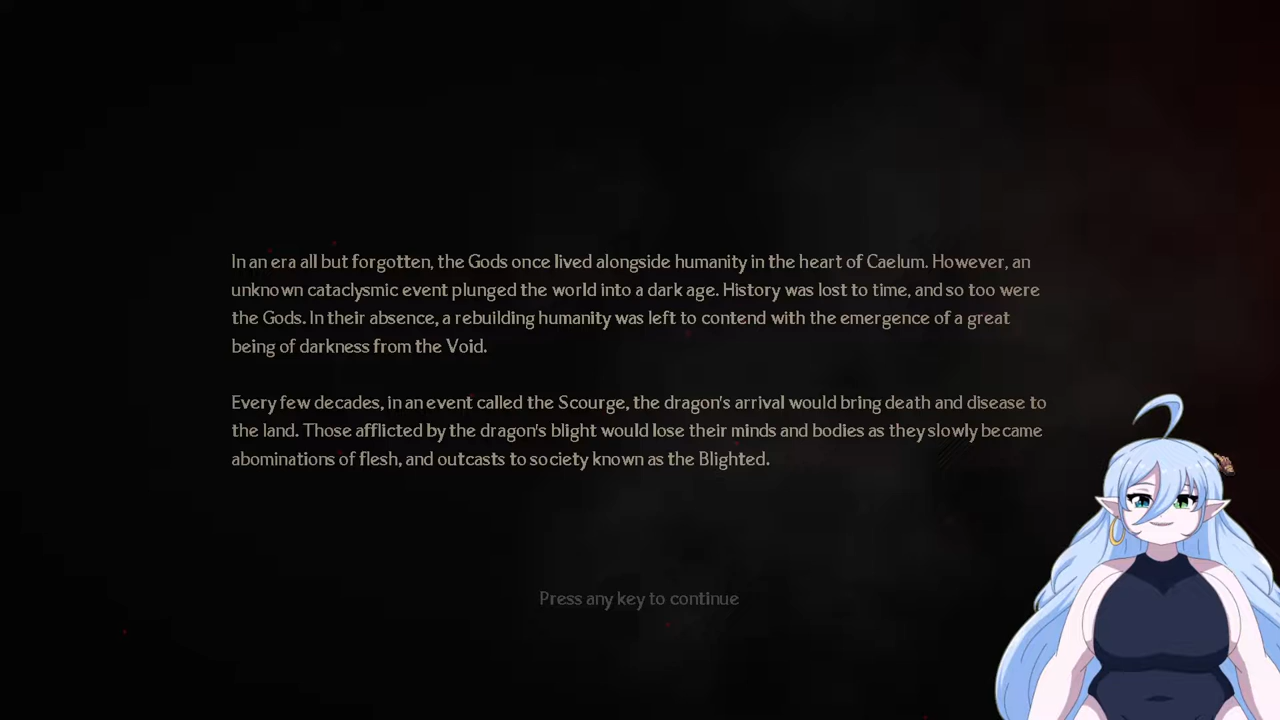 In an era all but forgotten, the Gods once lived alongside humanity in the heart of Caelum. However, an
unknown cataclysmic event plunged the world into a dark age. History was lost to time, and so too were
the Gods. In their absence, a rebuilding humanity was left to contend with the emergence of a great
being of darkness from the Void.
Every few decades, in an event called the Scourge, the dragon's arrival would bring death and disease to
the land. Those afflicted by the dragon's blight would lose their minds and bodies as they slowly became
abominations of flesh, and outcasts to society known as the Blighted.
Press any key to continue